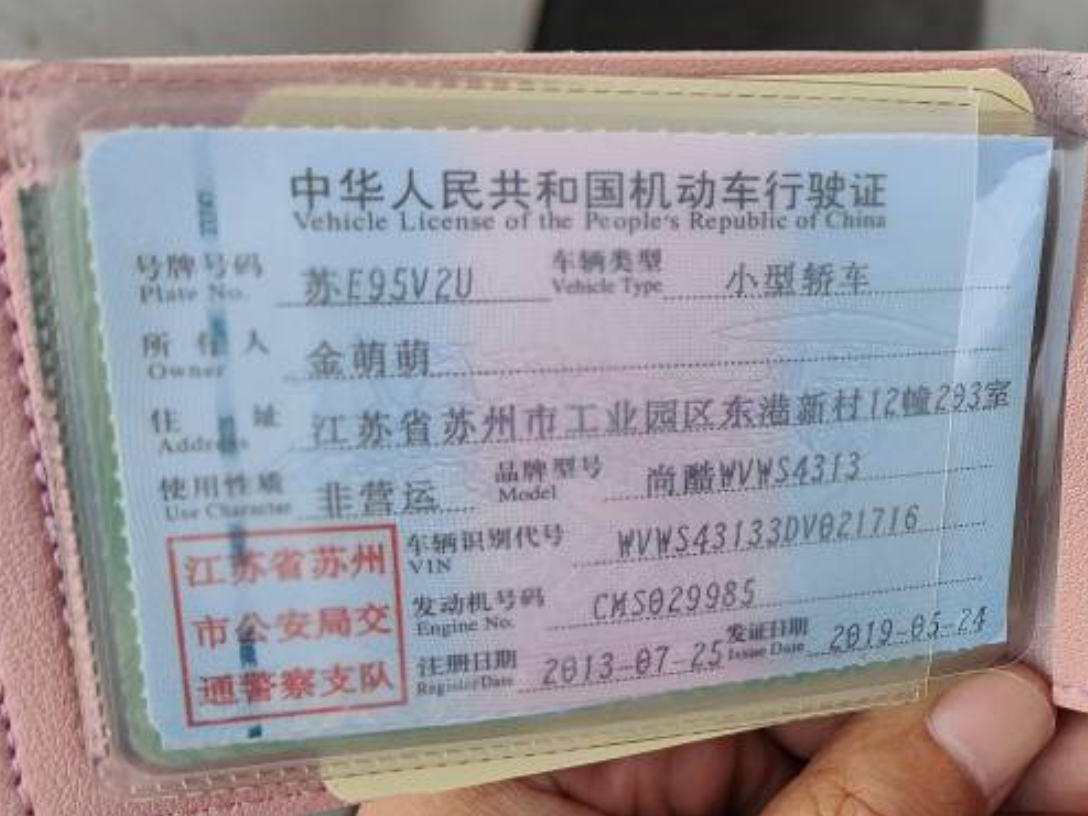 中华人民共和国机动车行驶证
Vehicle License of the People's Republic of China
号牌号码 苏E95V2U 车辆类型 小型轿车
Plate No. Vehicle Type
所有人 金萌萌
Owner
住址 江苏省苏州市工业园区东港新村12幢293室
Address
使用性质 非营运 品牌型号 尚酷WVWS4313
Use Character Model
车辆识别代号 WVWS43133DV021716
VIN
发动机号码 CMS029985
Engine No.
注册日期 2013-07-25 发证日期 2019-05-24
Register Date Issue Date
江苏省苏州
市公安局交
通警察支队